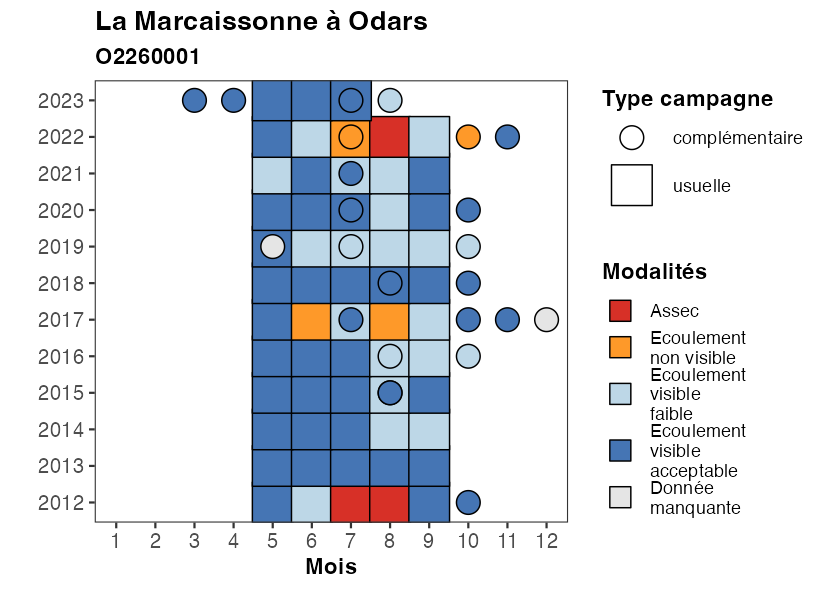 La Marcaissonne à Odars
O2260001
2023
2022
2021
2020
2019
2018
2017
2016
2015
2014
2013
2012
1 2 3 4 5 6 7 8 9 10 11 12
Mois
Type campagne
complémentaire
usuelle
Modalités
Assec
Ecoulement
non visible
Ecoulement
visible
faible
Ecoulement
visible
acceptable
Donnée
manquante